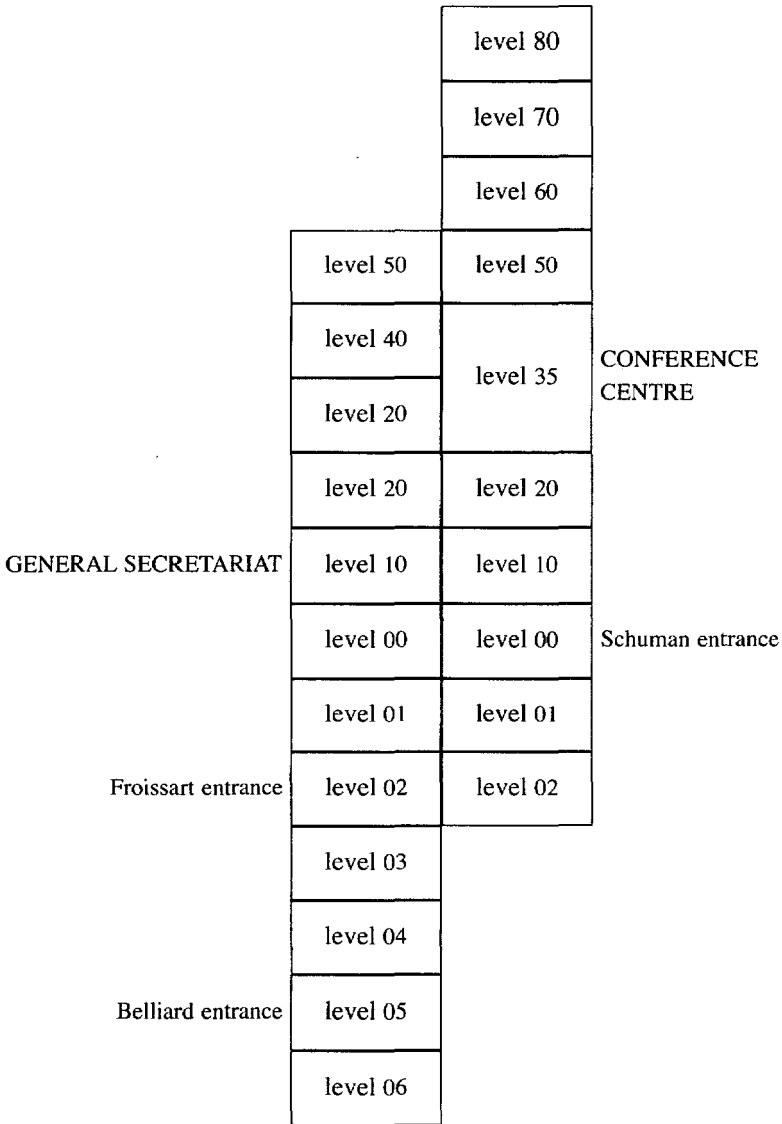 level 80
level 70
level 60
level 50 level 50
level 40
level 35
CONFERENCE
CENTRE
level 20
level 20 level 20
GENERAL SECRETARIAT level 10 level 10
level 00 level 00 Schuman entrance
level 01 level 01
Froissart entrance level 02 level 02
level 03
level 04
Belliard entrance level 05
level 06